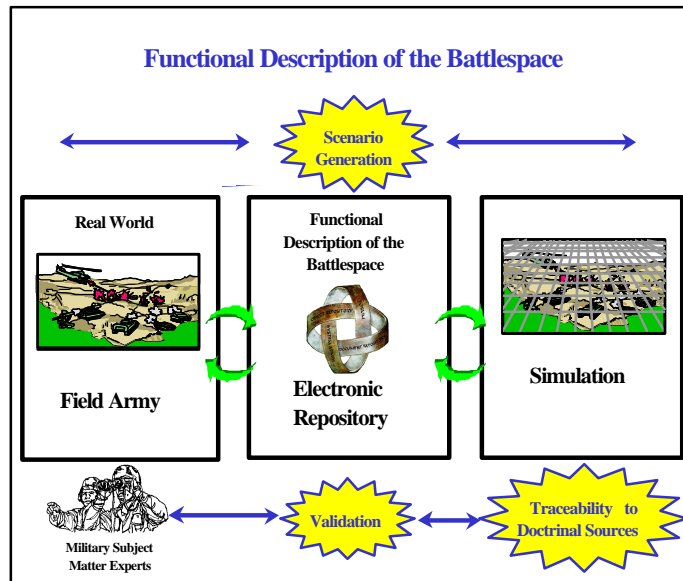 Functional Description of the Battlespace
Scenario
Generation
Real World
Field Army
Functional
Description of the
Battlespace
Electronic
Repository
Simulation
Military Subject
Matter Experts
Validation
Traceability to
Doctrinal Sources